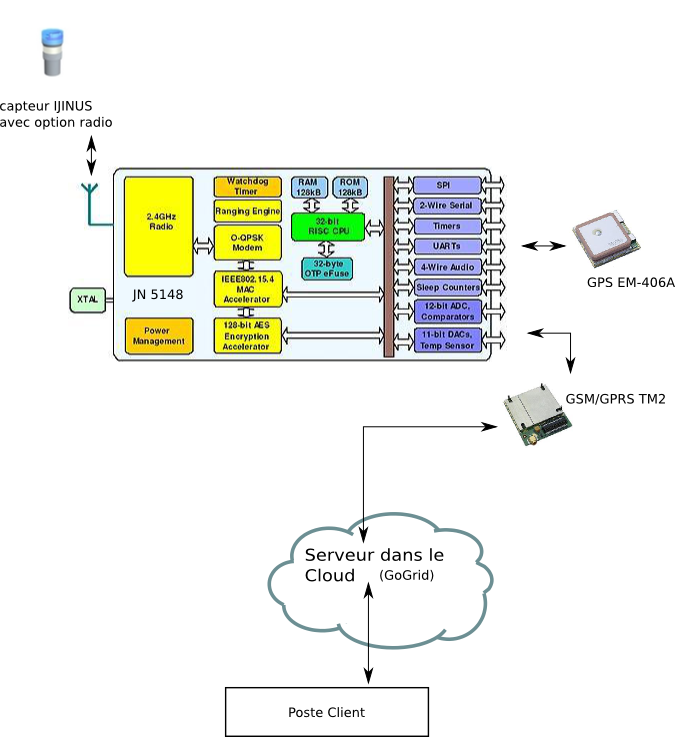 capteur IJINUS
avec option radio
Watchdog
Timer
RAM
128kB
ROM
128kB
SPI
2.4GHz
Radio
Ranging Engine
2-Wire Serial
32-bit
RISC CPU
Timers
O-QPSK
Modem
UARTs
32-byte
OTP eFuse
4-Wire Audio
GPS EM-406A
XTAL
JN 5148
IEEE802.15.4
MAC
Accelerator
Sleep Counters
12-bit ADC,
Comparators
Power
Management
128-bit AES
Encryption
Accelerator
11-bit DACs,
Temp Sensor
GSM/GPRS TM2
Serveur dans le
Cloud (GoGrid)
Poste Client